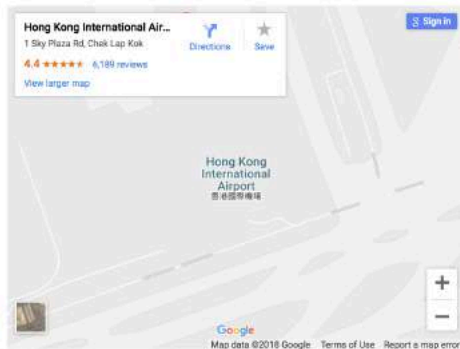 Hong Kong International Air...
1 Sky Plaza Rd, Chek Lap Kok
4.4 ★★★★★ 6,189 reviews
View larger map
Directions
Save
Sign in
Hong Kong
International
Airport
香港國際機場
+
−
Google
Map data ©2018 Google Terms of Use Report a map error